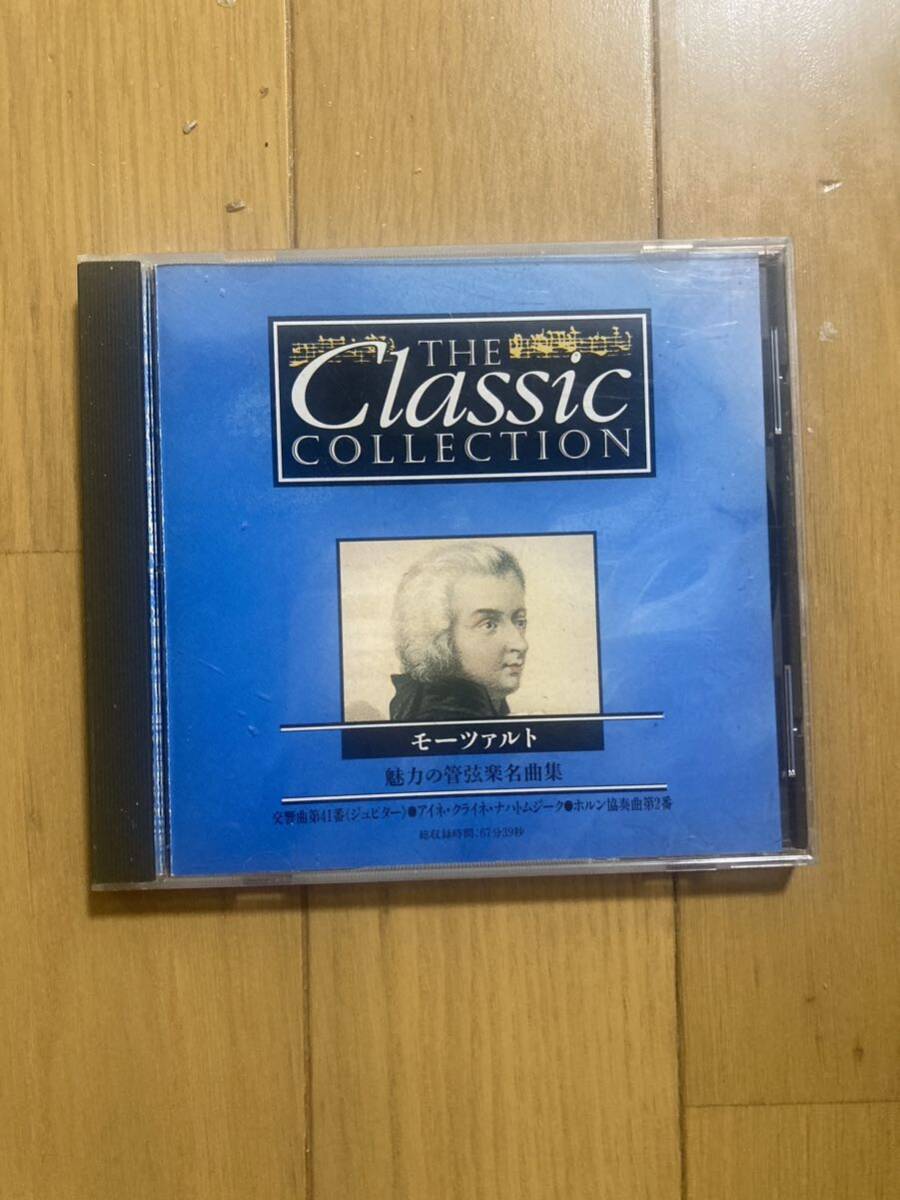 THE
Classic
COLLECTION
モーツァルト
魅力の管弦楽名曲集
交響曲第41番〈ジュピター〉●アイネ・クライネ・ナハトムジーク●ホルン協奏曲第2番
総収録時間:67分39秒